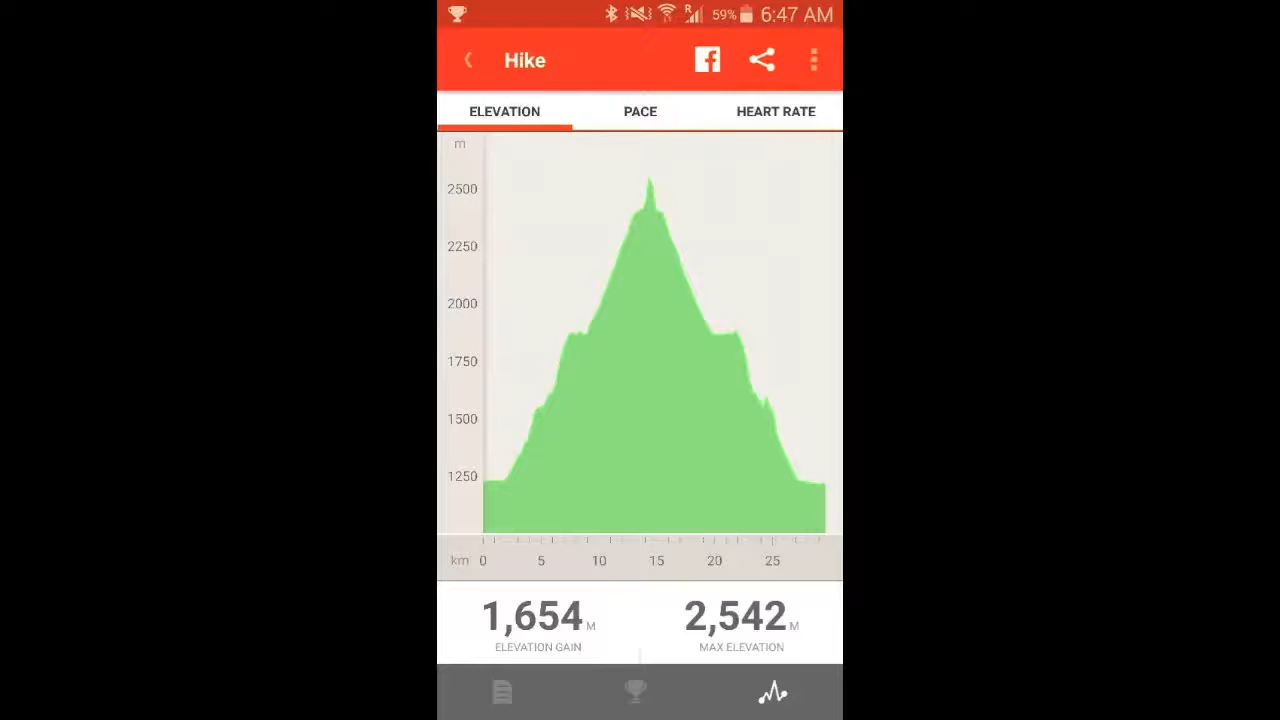 R 59% 6:47 AM
Hike
ELEVATION PACE HEART RATE
m
2500
2250
2000
1750
1500
1250
km 0 5 10 15 20 25
1,654 M 2,542 M
ELEVATION GAIN MAX ELEVATION